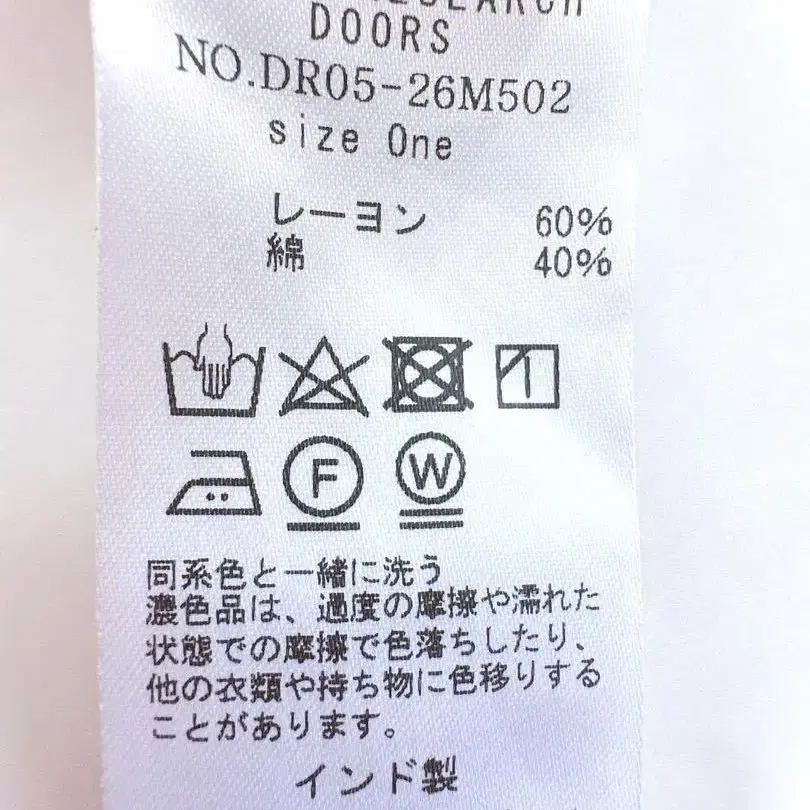 DOORS
NO.DR05-26M502
size One
レーヨン 60%
綿 40%
F W
同系色と一緒に洗う
濃色品は、過度の摩擦や濡れた
状態での摩擦で色落ちしたり、
他の衣類や持ち物に色移りする
ことがあります。
インド製